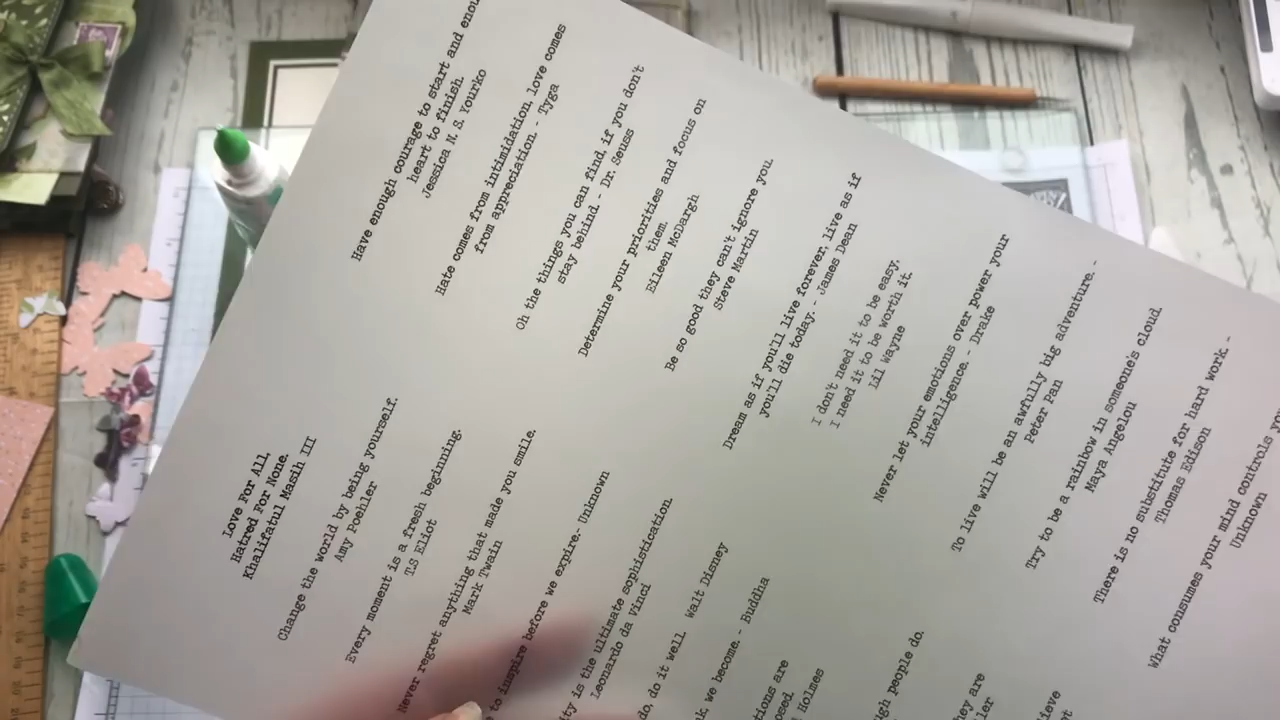 Love For All,
Hatred For None.
Khalifatul Masih III
Change the world by being yourself.
Amy Poehler
Every moment is a fresh beginning.
T.S Eliot
Never regret anything that made you smile.
Mark Twain
to inspire before we expire.- Unknown
is the ultimate sophistication.
Leonardo da Vinci
do, do it well. Walt Disney
we become. - Buddha
Holmes
people do.
they are
Have enough courage to start and
heart to finish.
Jessica N. S. Yourko
Hate comes from intimidation, love comes
from appreciation. - Tyga
Oh the things you can find, if you don't
stay behind. - Dr. Seuss
Determine your priorities and focus on
them.
Eileen McDargh
Be so good they can't ignore you.
Steve Martin
Dream as if you'll live forever, live as if
you'll die today. - James Dean
I don't need it to be easy,
I need it to be worth it.
Lil Wayne
Never let your emotions over power your
intelligence. - Drake
To live will be an awfully big adventure. -
Peter Pan
Try to be a rainbow in someone's cloud.
Maya Angelou
There is no substitute for hard work. -
Thomas Edison
What consumes your mind controls
Unknown